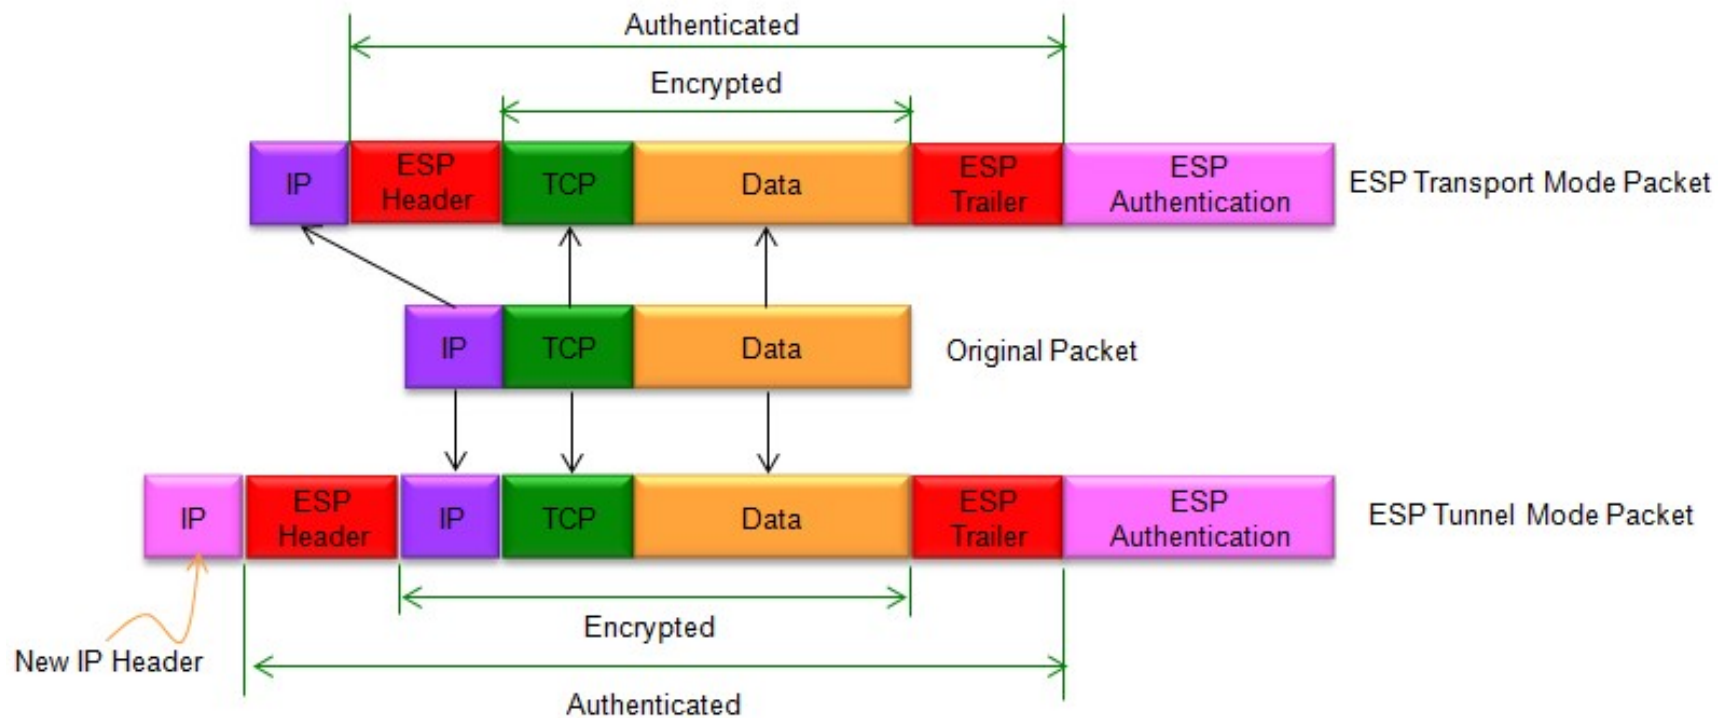 Authenticated
Encrypted
IP
ESP
Header
TCP
Data
ESP
Trailer
ESP
Authentication
ESP Transport Mode Packet
IP
TCP
Data
Original Packet
IP
ESP
Header
IP
TCP
Data
ESP
Trailer
ESP
Authentication
ESP Tunnel Mode Packet
Encrypted
New IP Header
Authenticated